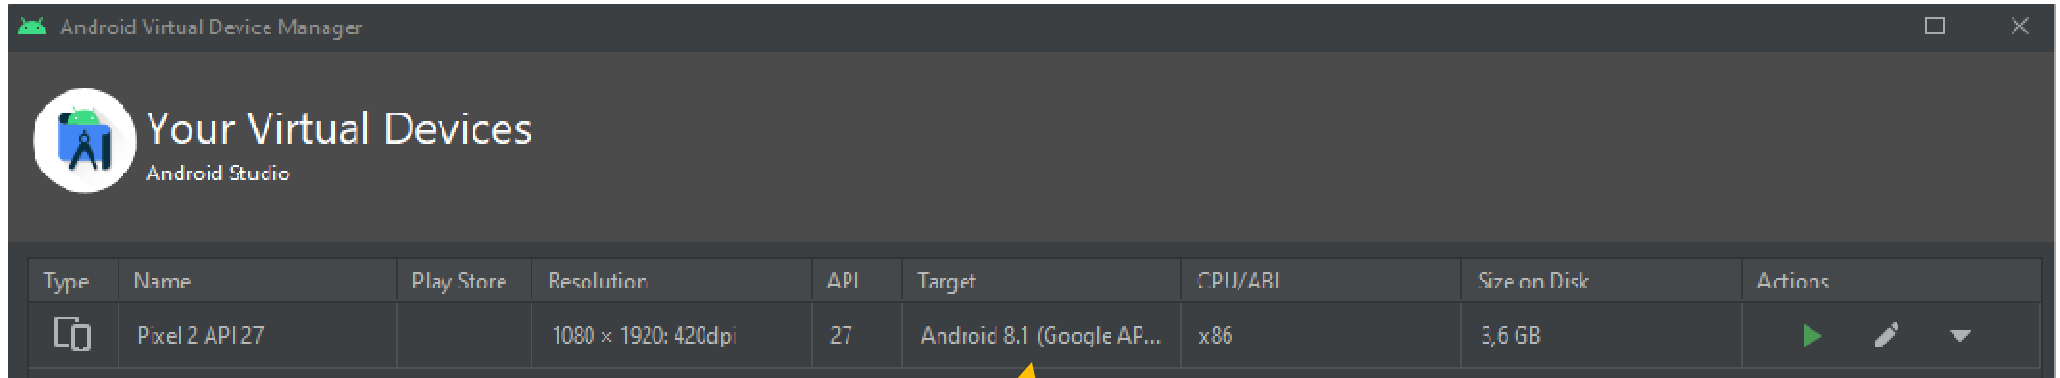 Android Virtual Device Manager
Your Virtual Devices
Android Studio
Type Name Play Store Resolution API Target CPU/ABI Size on Disk Actions
Pixel 2 API 27 1080 × 1920: 420dpi 27 Android 8.1 (Google AP... x86 3,6 GB